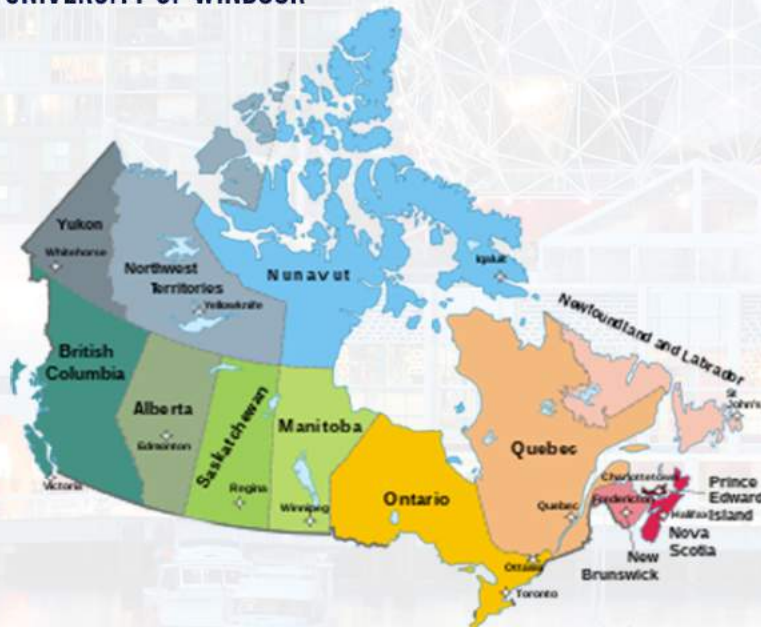 UNIVERSITY OF WINDSOR
Yukon
Whitehorse
Northwest
Territories
Yellowknife
Nunavut
Iqaluit
Newfoundland and Labrador
St
John's
British
Columbia
Victoria
Alberta
Edmonton
Saskatchewan
Regina
Manitoba
Winnipeg
Ontario
Ottawa
Toronto
Quebec
Quebec
Charlottetown
Fredericton
Halifax
Prince
Edward
Island
Nova
Scotia
New
Brunswick